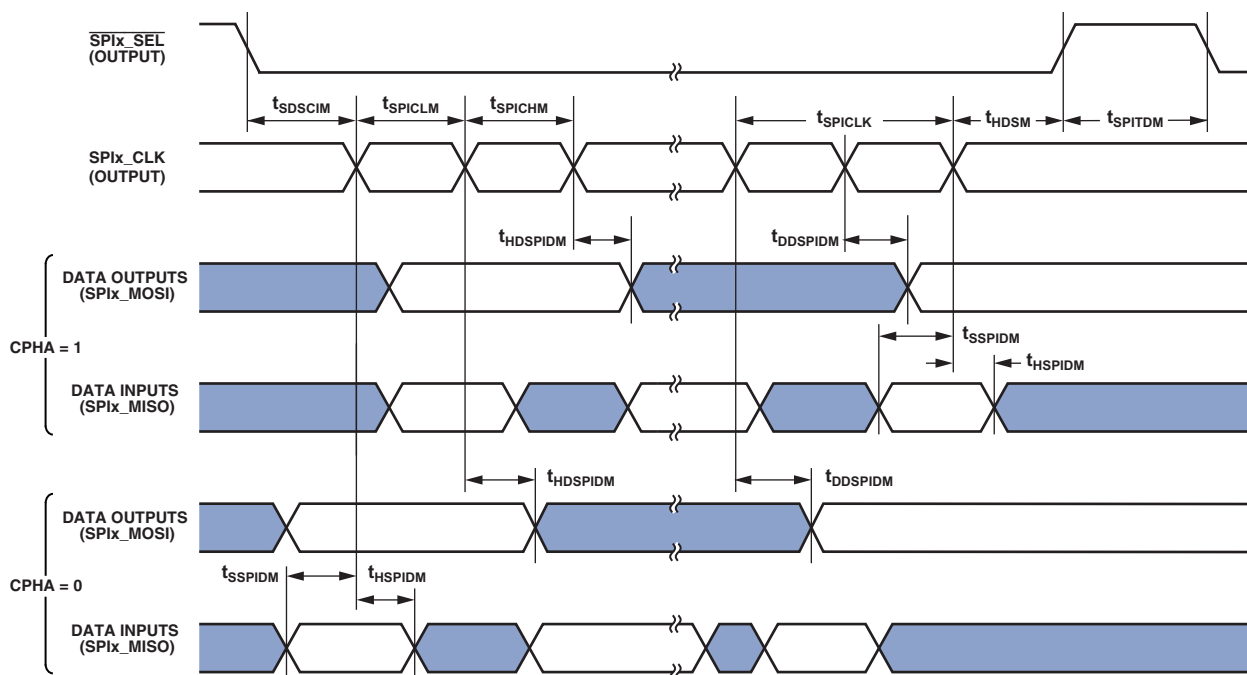 SPIx_SEL
(OUTPUT)
tSDSCIM
tSPICLM
tSPICHM
tSPICLK
tHDSM
tSPITDM
SPIx_CLK
(OUTPUT)
tHDSPIDM
tDDSPIDM
DATA OUTPUTS
(SPIx_MOSI)
tSSPIDM
CPHA = 1
tHSPIDM
DATA INPUTS
(SPIx_MISO)
tHDSPIDM
tDDSPIDM
DATA OUTPUTS
(SPIx_MOSI)
CPHA = 0
tSSPIDM
tHSPIDM
DATA INPUTS
(SPIx_MISO)